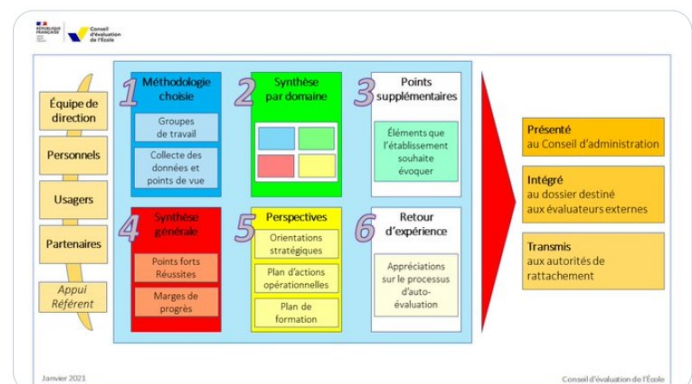 RÉPUBLIQUE
FRANÇAISE
Conseil
d'évaluation
de l'École
Équipe de
direction
Personnels
Usagers
Partenaires
Appui
Référent
1
Méthodologie
choisie
Groupes
de travail
Collecte des
données et
points de vue
2
Synthèse
par domaine
3
Points
supplémentaires
Éléments que
l'établissement
souhaite
évoquer
4
Synthèse
générale
Points forts
Réussites
Marges de
progrès
5
Perspectives
Orientations
stratégiques
Plan d'actions
opérationnelles
Plan de
formation
6
Retour
d'expérience
Appréciations
sur le processus
d'auto-
évaluation
Présenté
au Conseil d'administration
Intégré
au dossier destiné
aux évaluateurs externes
Transmis
aux autorités de
rattachement
Janvier 2021
Conseil d'évaluation de l'École